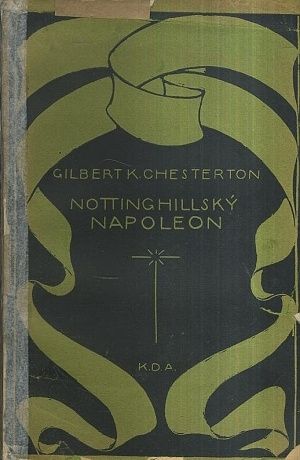 GILBERT K. CHESTERTON
NOTTINGHILLSKÝ
NAPOLEON
K.D.A.